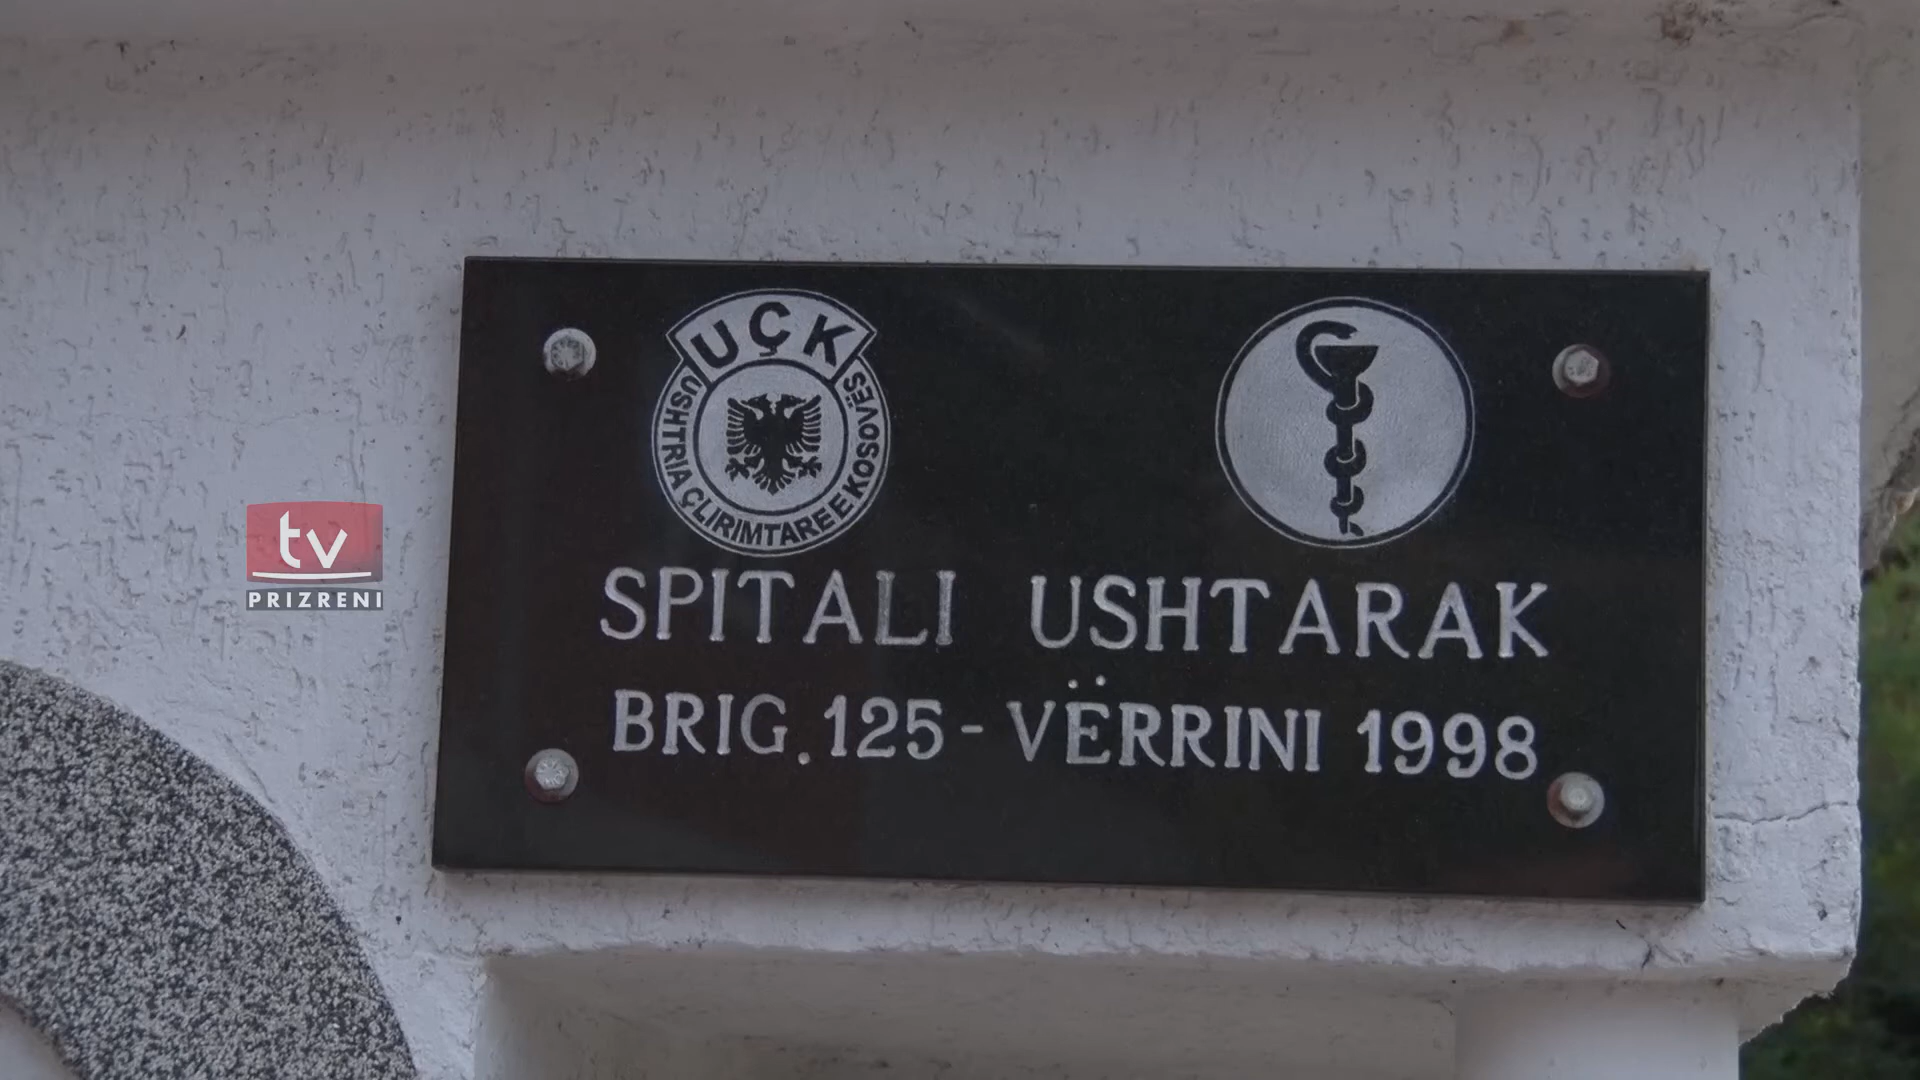 UÇK
USHTRIA ÇLIRIMTARE E KOSOVËS
SPITALI USHTARAK
BRIG. 125 - VËRRINI 1998
tv
PRIZRENI